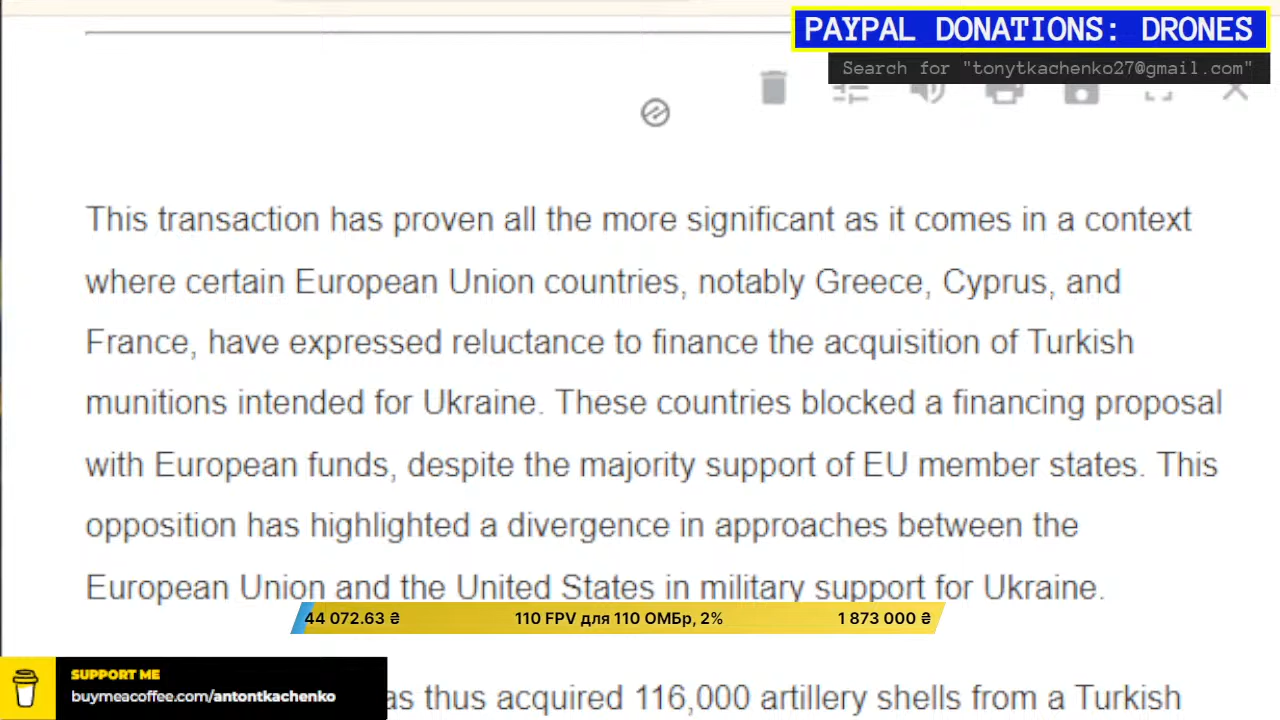 PAYPAL DONATIONS: DRONES
Search for "tonytkachenko27@gmail.com"
This transaction has proven all the more significant as it comes in a context
where certain European Union countries, notably Greece, Cyprus, and
France, have expressed reluctance to finance the acquisition of Turkish
munitions intended for Ukraine. These countries blocked a financing proposal
with European funds, despite the majority support of EU member states. This
opposition has highlighted a divergence in approaches between the
European Union and the United States in military support for Ukraine.
44 072.63 ₴ 110 FPV для 110 ОМБр, 2% 1 873 000 ₴
SUPPORT ME
buymeacoffee.com/antontkachenko
as thus acquired 116,000 artillery shells from a Turkish